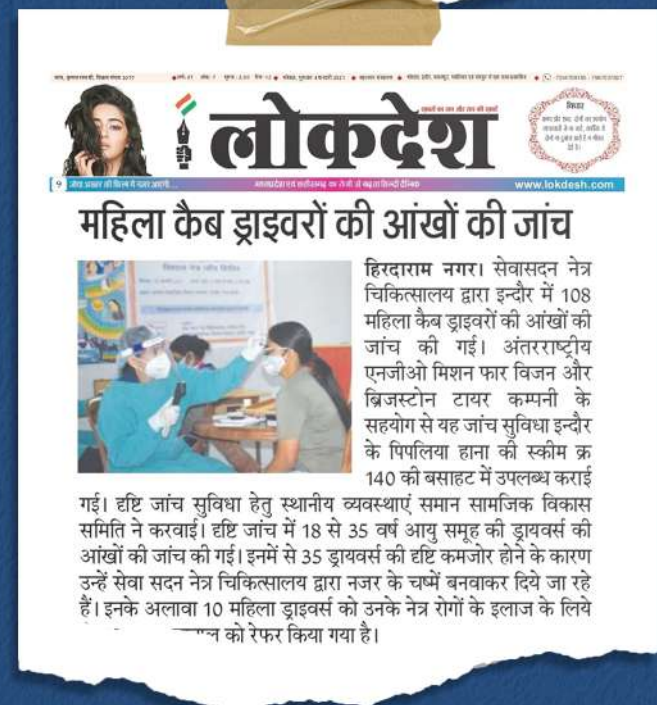 लोकदेश
विचार
9
www.lokdesh.com
महिला कैब ड्राइवरों की आंखों की जांच
हिरदाराम नगर। सेवासदन नेत्र
चिकित्सालय द्वारा इन्दौर में 108
महिला कैब ड्राइवरों की आंखों की
जांच की गई। अंतरराष्ट्रीय
एनजीओ मिशन फार विजन और
ब्रिजस्टोन टायर कम्पनी के
सहयोग से यह जांच सुविधा इन्दौर
के पिपलिया हाना की स्कीम क्र
140 की बसाहट में उपलब्ध कराई
गई। दृष्टि जांच सुविधा हेतु स्थानीय व्यवस्थाएं समान सामजिक विकास
समिति ने करवाई। दृष्टि जांच में 18 से 35 वर्ष आयु समूह की ड्रायवर्स की
आंखों की जांच की गई। इनमें से 35 ड्रायवर्स की दृष्टि कमजोर होने के कारण
उन्हें सेवा सदन नेत्र चिकित्सालय द्वारा नजर के चष्में बनवाकर दिये जा रहे
हैं। इनके अलावा 10 महिला ड्राइवर्स को उनके नेत्र रोगों के इलाज के लिये
को रेफर किया गया है।